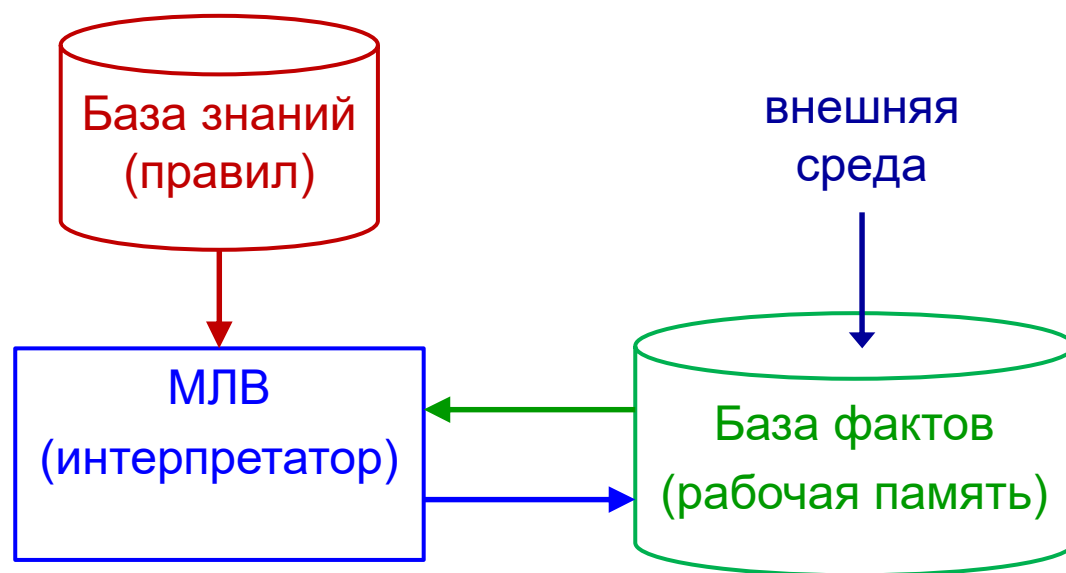 База знаний
(правил)
внешняя
среда
МЛВ
(интерпретатор)
База фактов
(рабочая память)